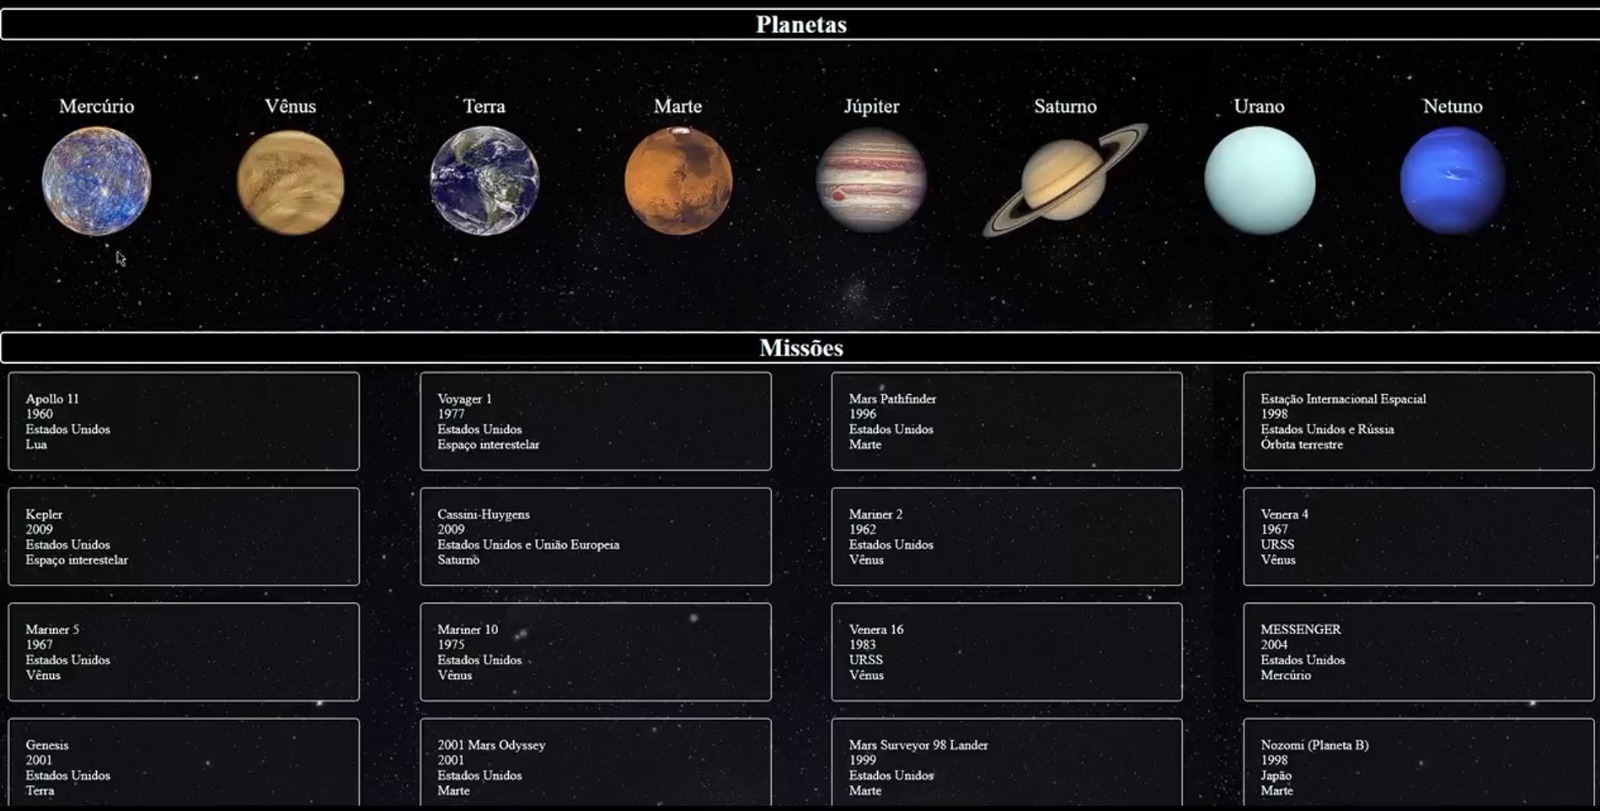 Planetas
Mercúrio
Vênus
Terra
Marte
Júpiter
Saturno
Urano
Netuno
Missões
Apollo 11
1960
Estados Unidos
Lua
Voyager 1
1977
Estados Unidos
Espaço interestelar
Mars Pathfinder
1996
Estados Unidos
Marte
Estação Internacional Espacial
1998
Estados Unidos e Rússia
Órbita terrestre
Kepler
2009
Estados Unidos
Espaço interestelar
Cassini-Huygens
2009
Estados Unidos e União Europeia
Saturno
Mariner 2
1962
Estados Unidos
Vênus
Venera 4
1967
URSS
Vênus
Mariner 5
1967
Estados Unidos
Vênus
Mariner 10
1975
Estados Unidos
Vênus
Venera 16
1983
URSS
Vênus
MESSENGER
2004
Estados Unidos
Mercúrio
Genesis
2001
Estados Unidos
Terra
2001 Mars Odyssey
2001
Estados Unidos
Marte
Mars Surveyor 98 Lander
1999
Estados Unidos
Marte
Nozomi (Planeta B)
1998
Japão
Marte